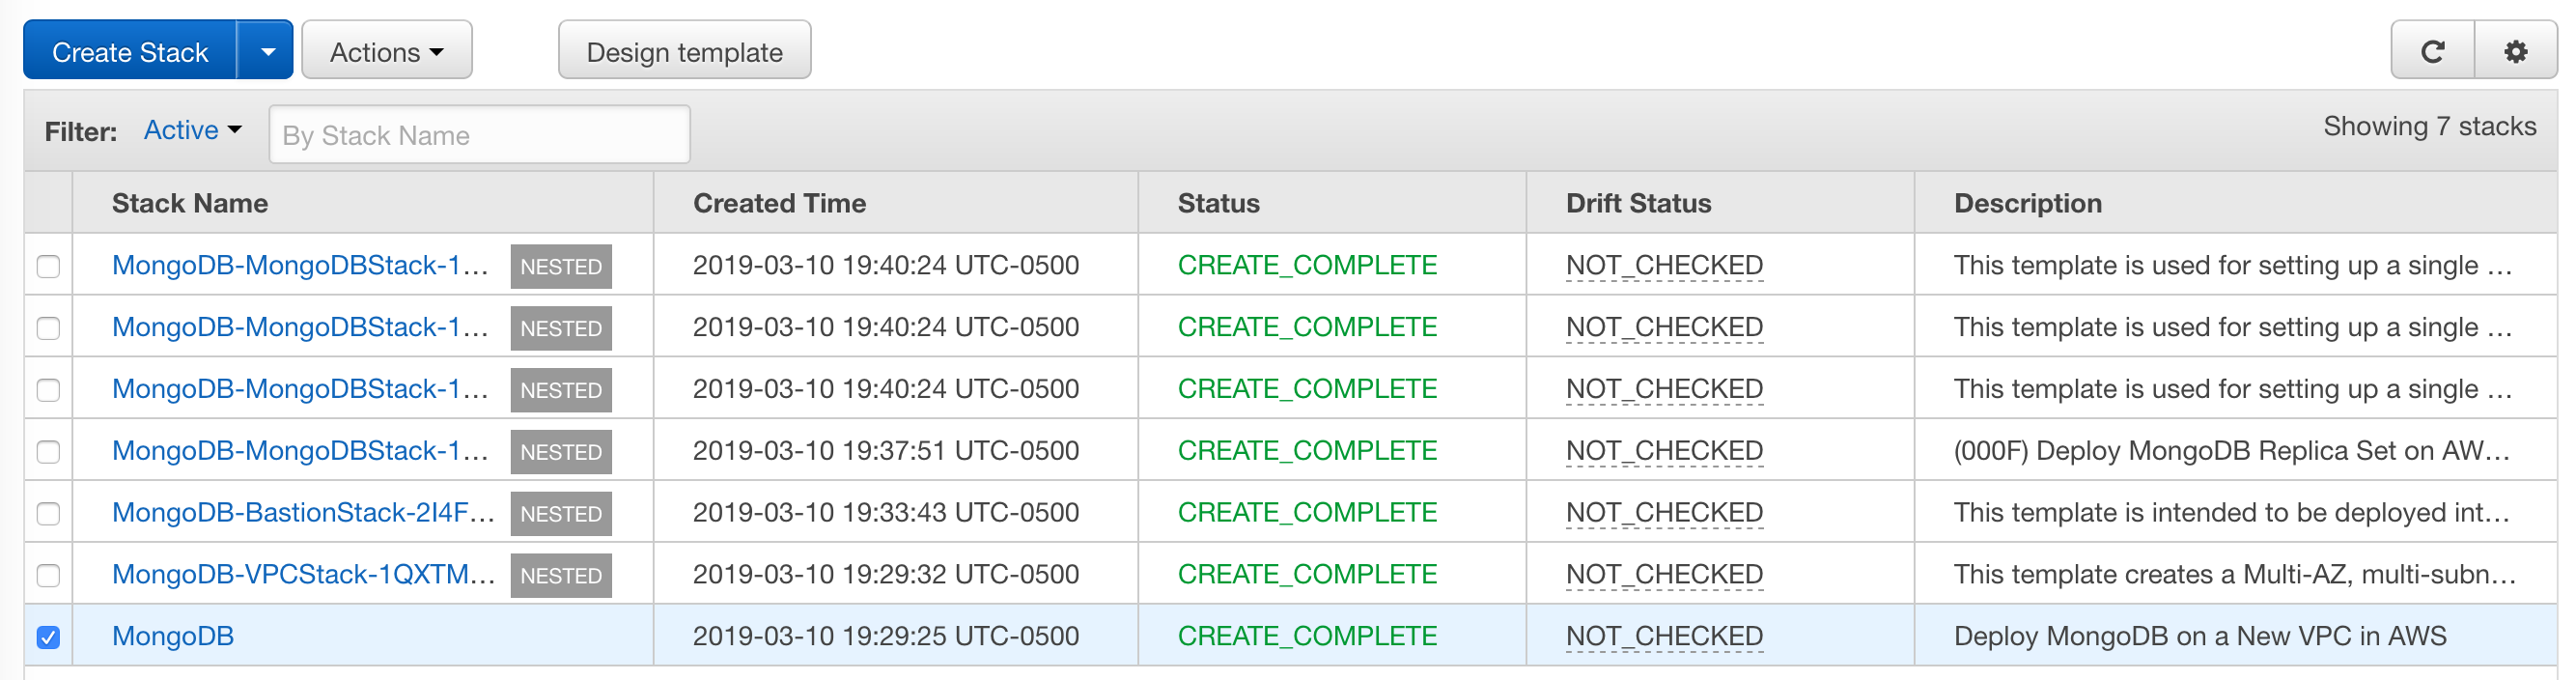 Create Stack Actions Design template
Filter: Active By Stack Name Showing 7 stacks
Stack Name Created Time Status Drift Status Description
MongoDB-MongoDBStack-1... NESTED 2019-03-10 19:40:24 UTC-0500 CREATE_COMPLETE NOT_CHECKED This template is used for setting up a single ...
MongoDB-MongoDBStack-1... NESTED 2019-03-10 19:40:24 UTC-0500 CREATE_COMPLETE NOT_CHECKED This template is used for setting up a single ...
MongoDB-MongoDBStack-1... NESTED 2019-03-10 19:40:24 UTC-0500 CREATE_COMPLETE NOT_CHECKED This template is used for setting up a single ...
MongoDB-MongoDBStack-1... NESTED 2019-03-10 19:37:51 UTC-0500 CREATE_COMPLETE NOT_CHECKED (000F) Deploy MongoDB Replica Set on AW...
MongoDB-BastionStack-2I4F... NESTED 2019-03-10 19:33:43 UTC-0500 CREATE_COMPLETE NOT_CHECKED This template is intended to be deployed int...
MongoDB-VPCStack-1QXTM... NESTED 2019-03-10 19:29:32 UTC-0500 CREATE_COMPLETE NOT_CHECKED This template creates a Multi-AZ, multi-subn...
MongoDB 2019-03-10 19:29:25 UTC-0500 CREATE_COMPLETE NOT_CHECKED Deploy MongoDB on a New VPC in AWS